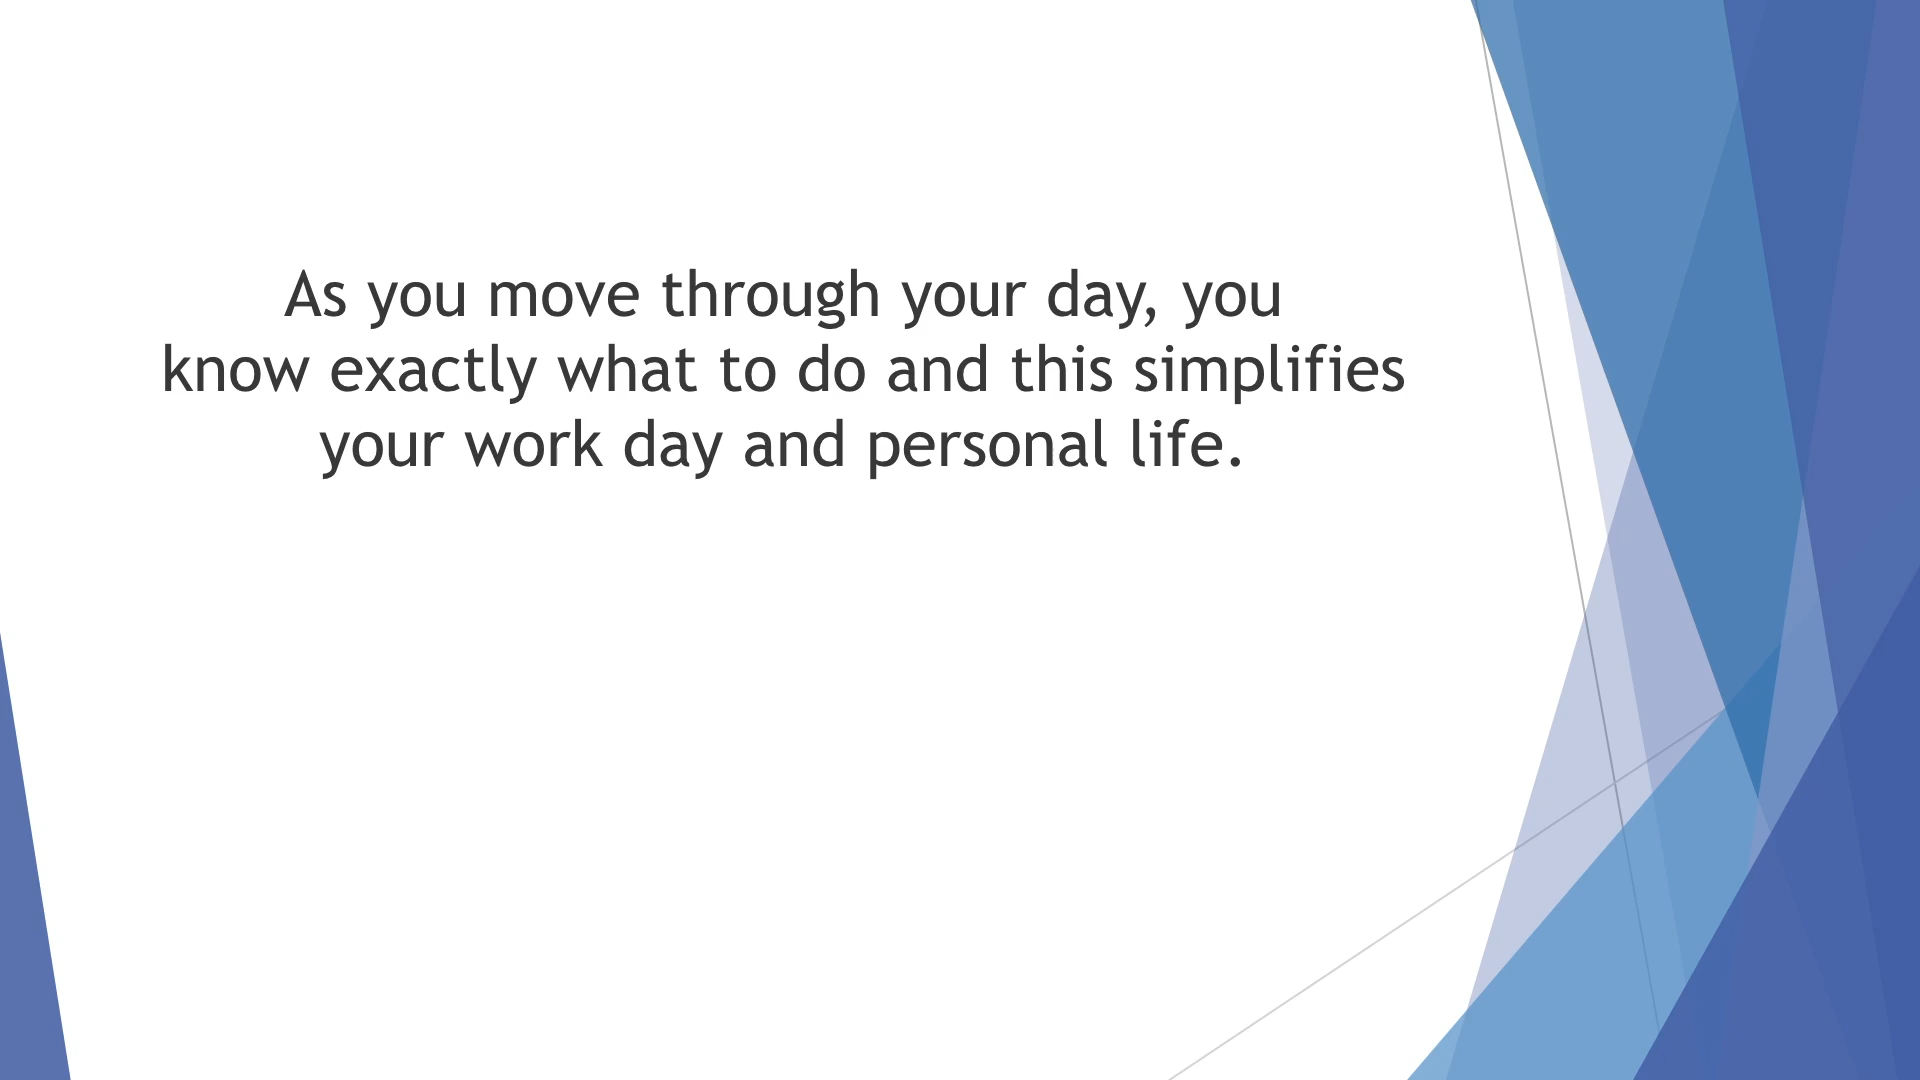 As you move through your day, you
know exactly what to do and this simplifies
your work day and personal life.